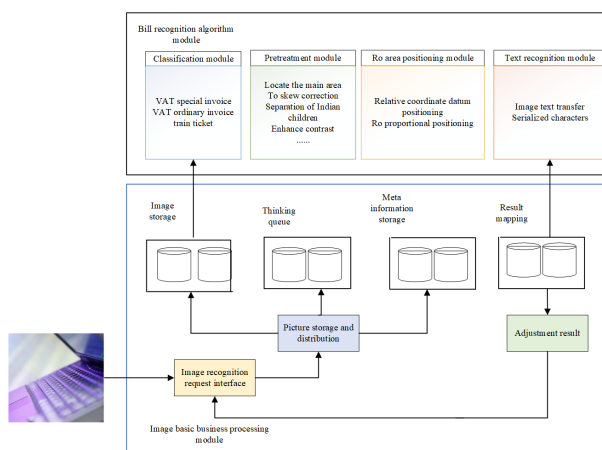 Bill recognition algorithm
module
Classification module
Pretreatment module
Ro area positioning module
Text recognition module
VAT special invoice
VAT ordinary invoice
train ticket
Locate the main area
To skew correction
Separation of Indian
children
Enhance contrast
......
Relative coordinate datum
positioning
Ro proportional positioning
Image text transfer
Serialized characters
Image
storage
Thinking
queue
Meta
information
storage
Result
mapping
Picture storage and
distribution
Adjustment result
Image recognition
request interface
Image basic business processing
module